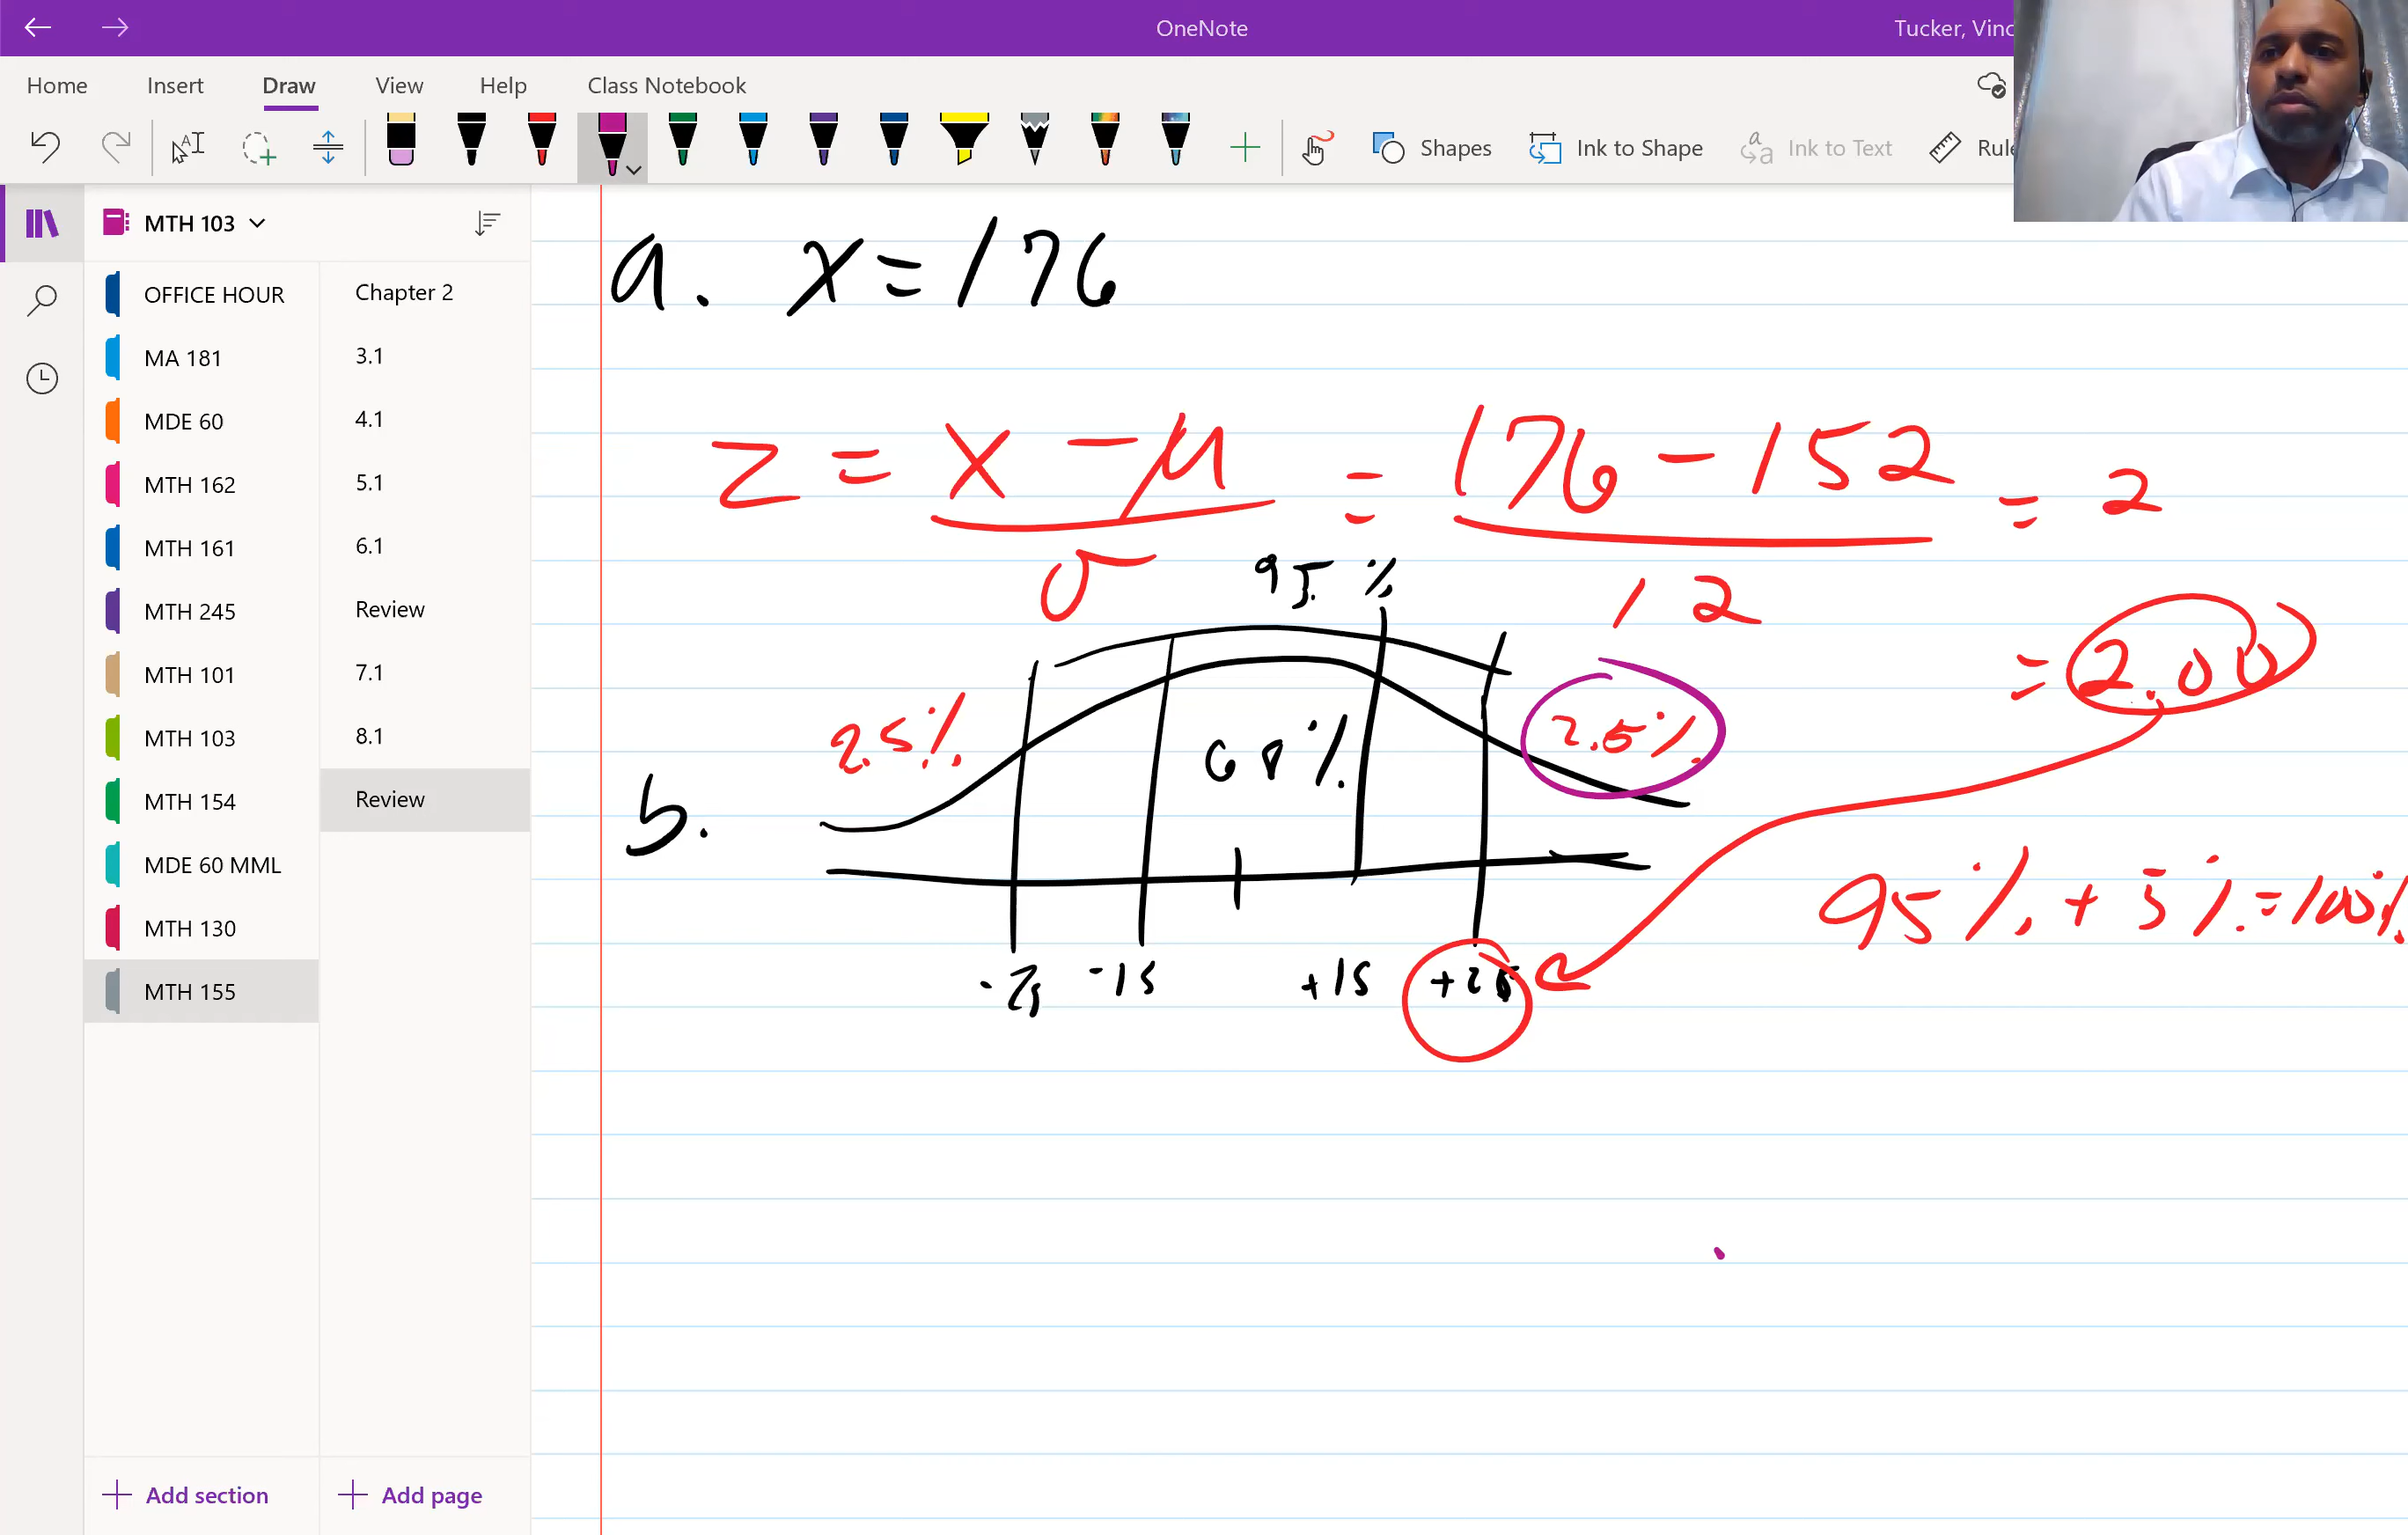 OneNote
Tucker, Vinc
Home Insert Draw View Help Class Notebook
Shapes Ink to Shape Ink to Text Rule
MTH 103
OFFICE HOUR
MA 181
MDE 60
MTH 162
MTH 161
MTH 245
MTH 101
MTH 103
MTH 154
MDE 60 MML
MTH 130
MTH 155
Add section
Chapter 2
3.1
4.1
5.1
6.1
Review
7.1
8.1
Review
Add page
a. x = 176
z = x - μ / σ = 176 - 152 / 12 = 2
= 2.00
95%
2.5% 68% 2.5%
b.
95% + 5% = 100%
-2s -1s +1s +2s